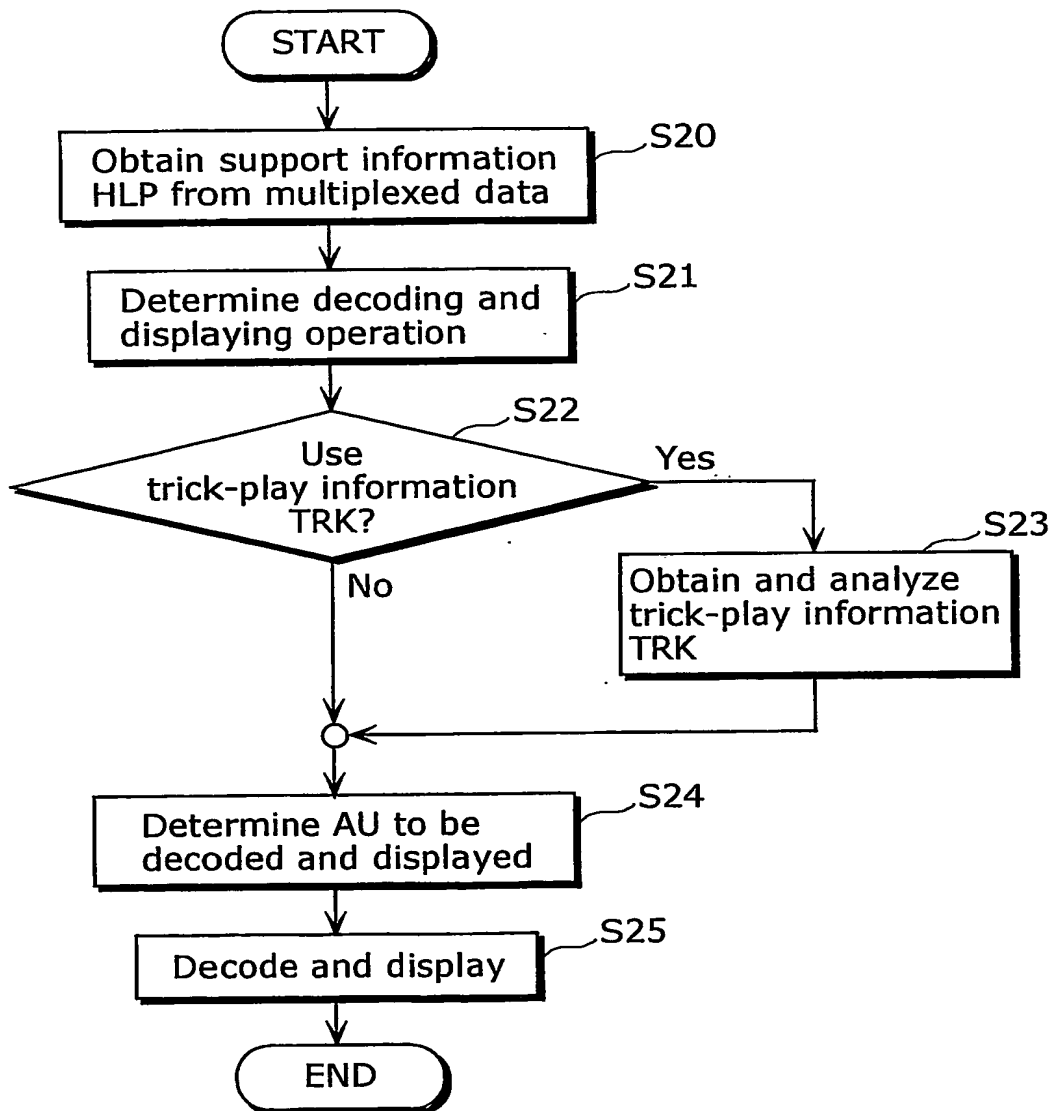 START
S20
Obtain support information
HLP from multiplexed data
S21
Determine decoding and
displaying operation
S22
Use
trick-play information
TRK?
Yes
No
S23
Obtain and analyze
trick-play information
TRK
S24
Determine AU to be
decoded and displayed
S25
Decode and display
END